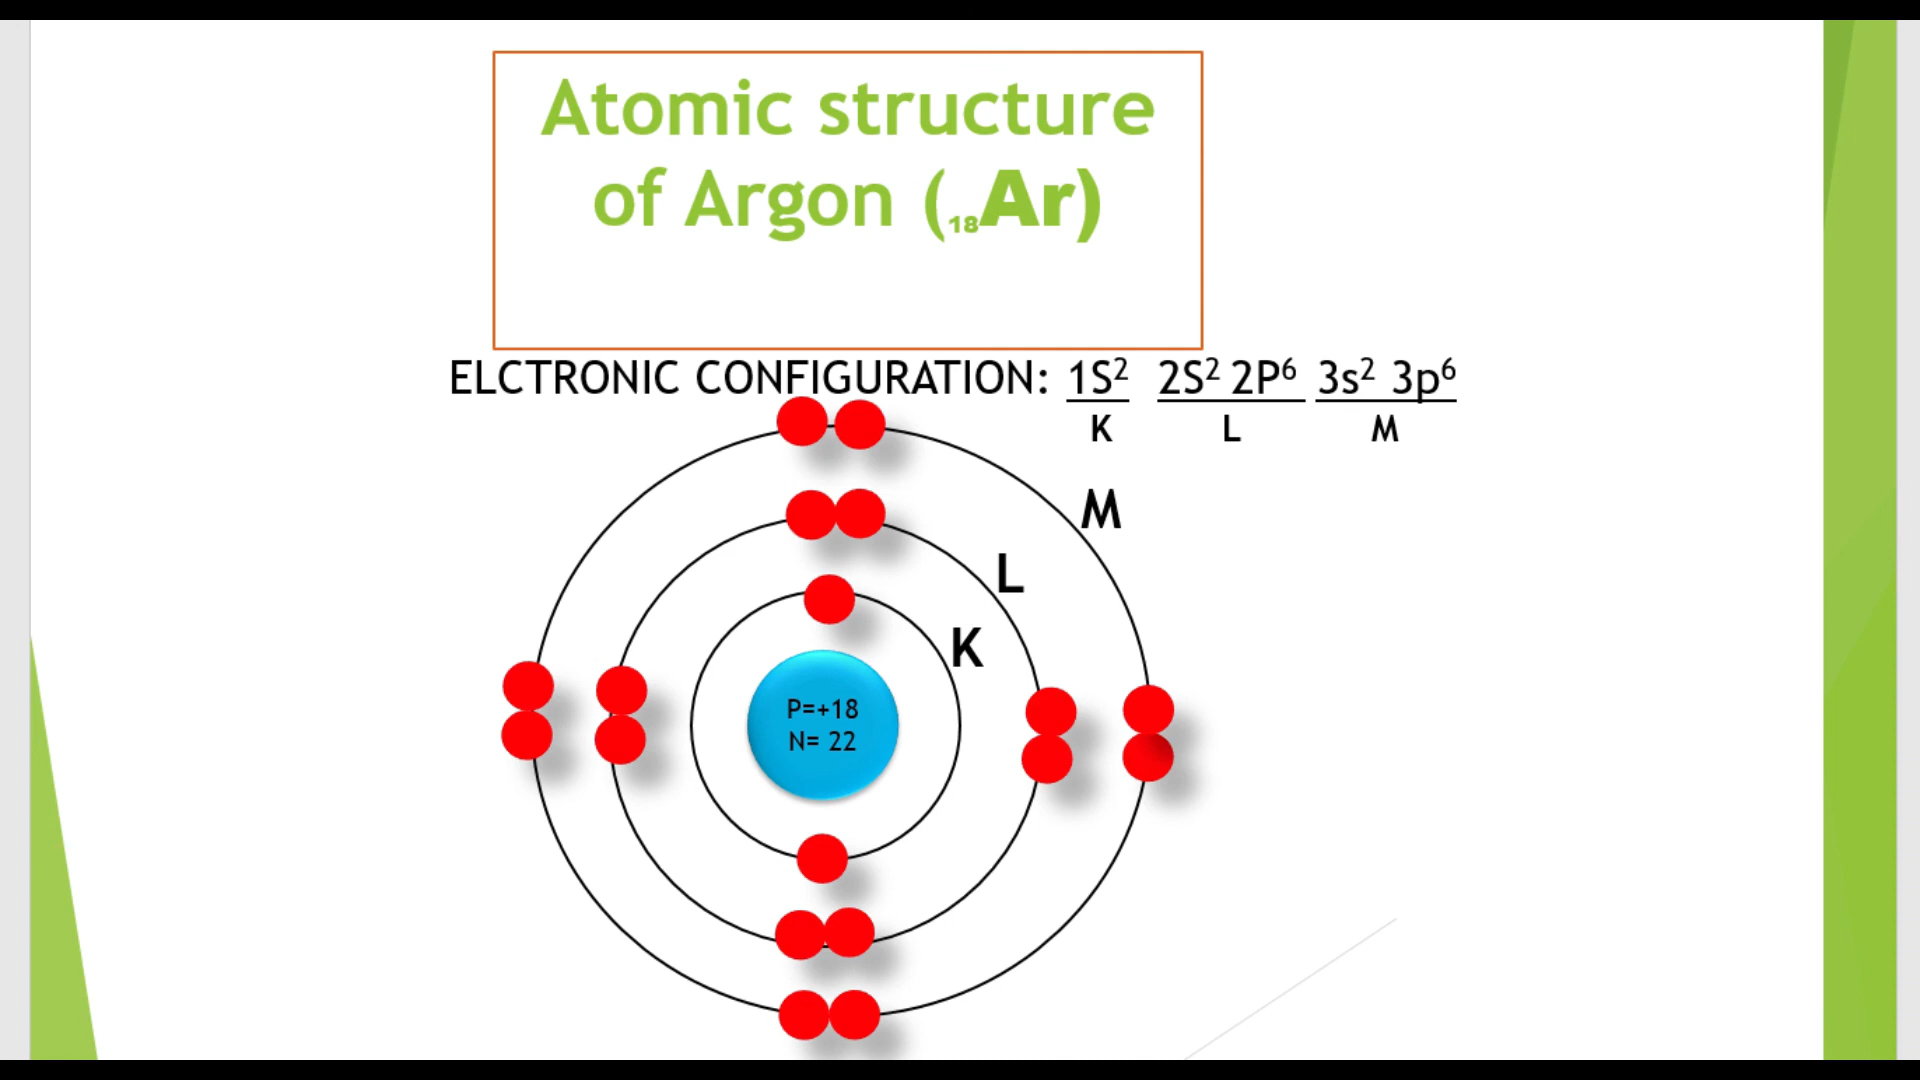 Atomic structure
of Argon (₁₈Ar)
ELCTRONIC CONFIGURATION: 1S² 2S² 2P⁶ 3s² 3p⁶
K L M
M
L
K
P=+18
N= 22